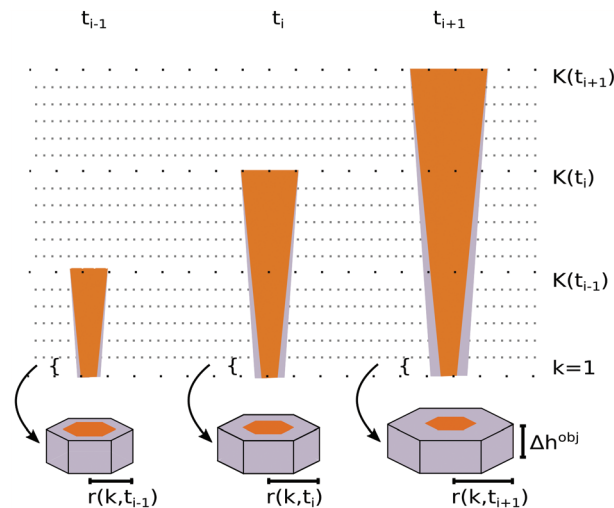 t_{i-1} t_i t_{i+1}
K(t_{i+1})
K(t_i)
K(t_{i-1})
{ { { k=1
Δh^{obj}
r(k,t_{i-1}) r(k,t_i) r(k,t_{i+1})